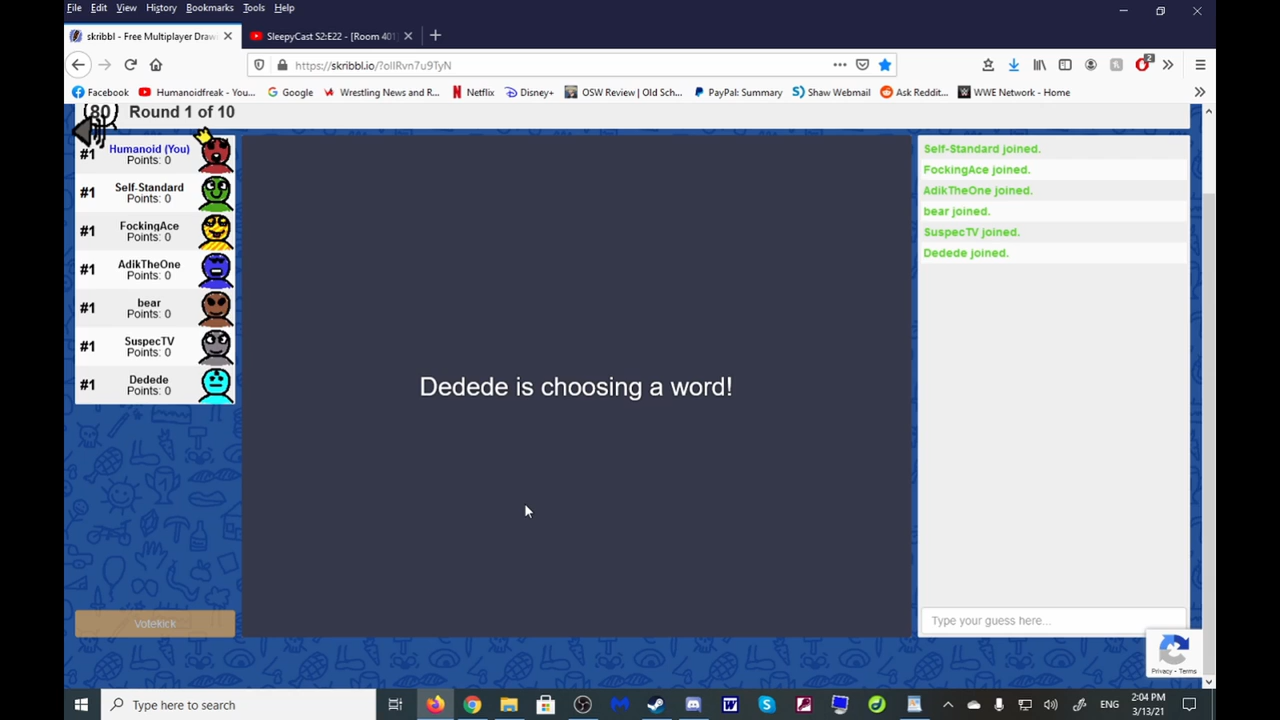 File Edit View History Bookmarks Tools Help
skribbl - Free Multiplayer Draw
SleepyCast S2:E22 - [Room 401]
https://skribbl.io/?ollRvn7u9TyN
2
Facebook Humanoidfreak - You... Google Wrestling News and R... Netflix Disney+ OSW Review | Old Sch... PayPal: Summary Shaw Webmail Ask Reddit... WWE Network - Home
80 Round 1 of 10
#1 Humanoid (You)
Points: 0
#1 Self-Standard
Points: 0
#1 FockingAce
Points: 0
#1 AdikTheOne
Points: 0
#1 bear
Points: 0
#1 SuspecTV
Points: 0
#1 Dedede
Points: 0
Votekick
Dedede is choosing a word!
Self-Standard joined.
FockingAce joined.
AdikTheOne joined.
bear joined.
SuspecTV joined.
Dedede joined.
Type your guess here...
Privacy - Terms
Type here to search
ENG
2:04 PM
3/13/21